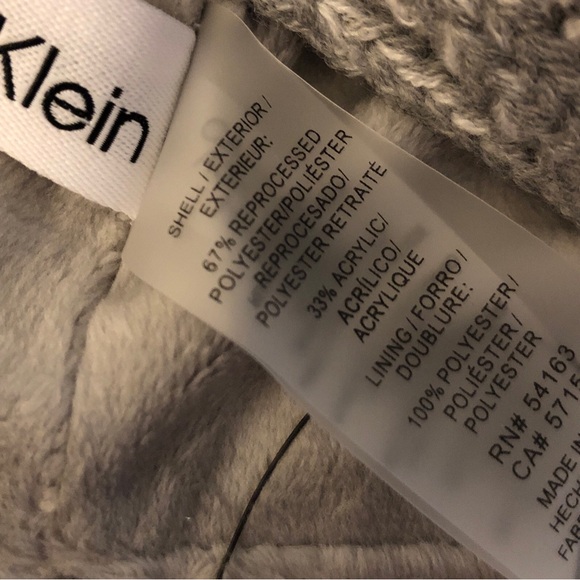 Klein
SHELL / EXTERIOR /
EXTERIEUR:
67% REPROCESSED
POLYESTER/POLIÉSTER
REPROCESADO/
POLYESTER RETRAITÉ
33% ACRYLIC/
ACRÍLICO/
ACRYLIQUE
LINING / FORRO /
DOUBLURE:
100% POLYESTER /
POLIÉSTER /
POLYESTER
RN# 54163
CA# 5715
MADE IN
HECH
FAB